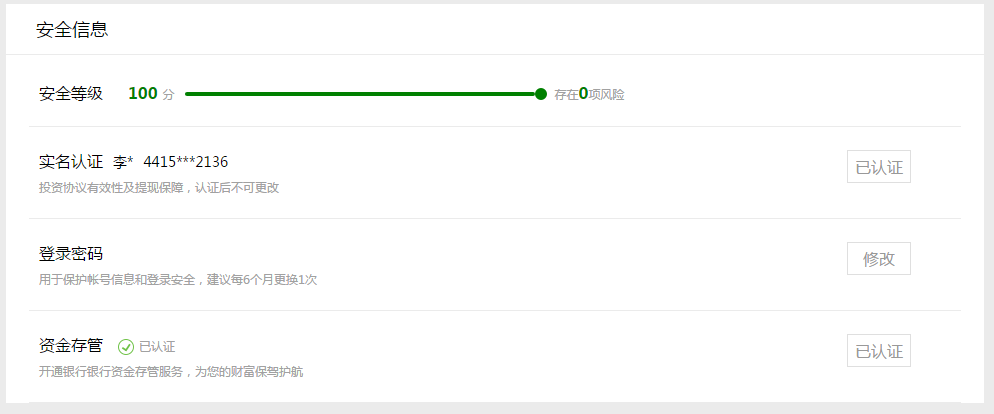 安全信息
安全等级 100 分 存在0项风险
实名认证 李* 4415***2136 已认证
投资协议有效性及提现保障，认证后不可更改
登录密码 修改
用于保护帐号信息和登录安全，建议每6个月更换1次
资金存管 已认证 已认证
开通银行银行资金存管服务，为您的财富保驾护航